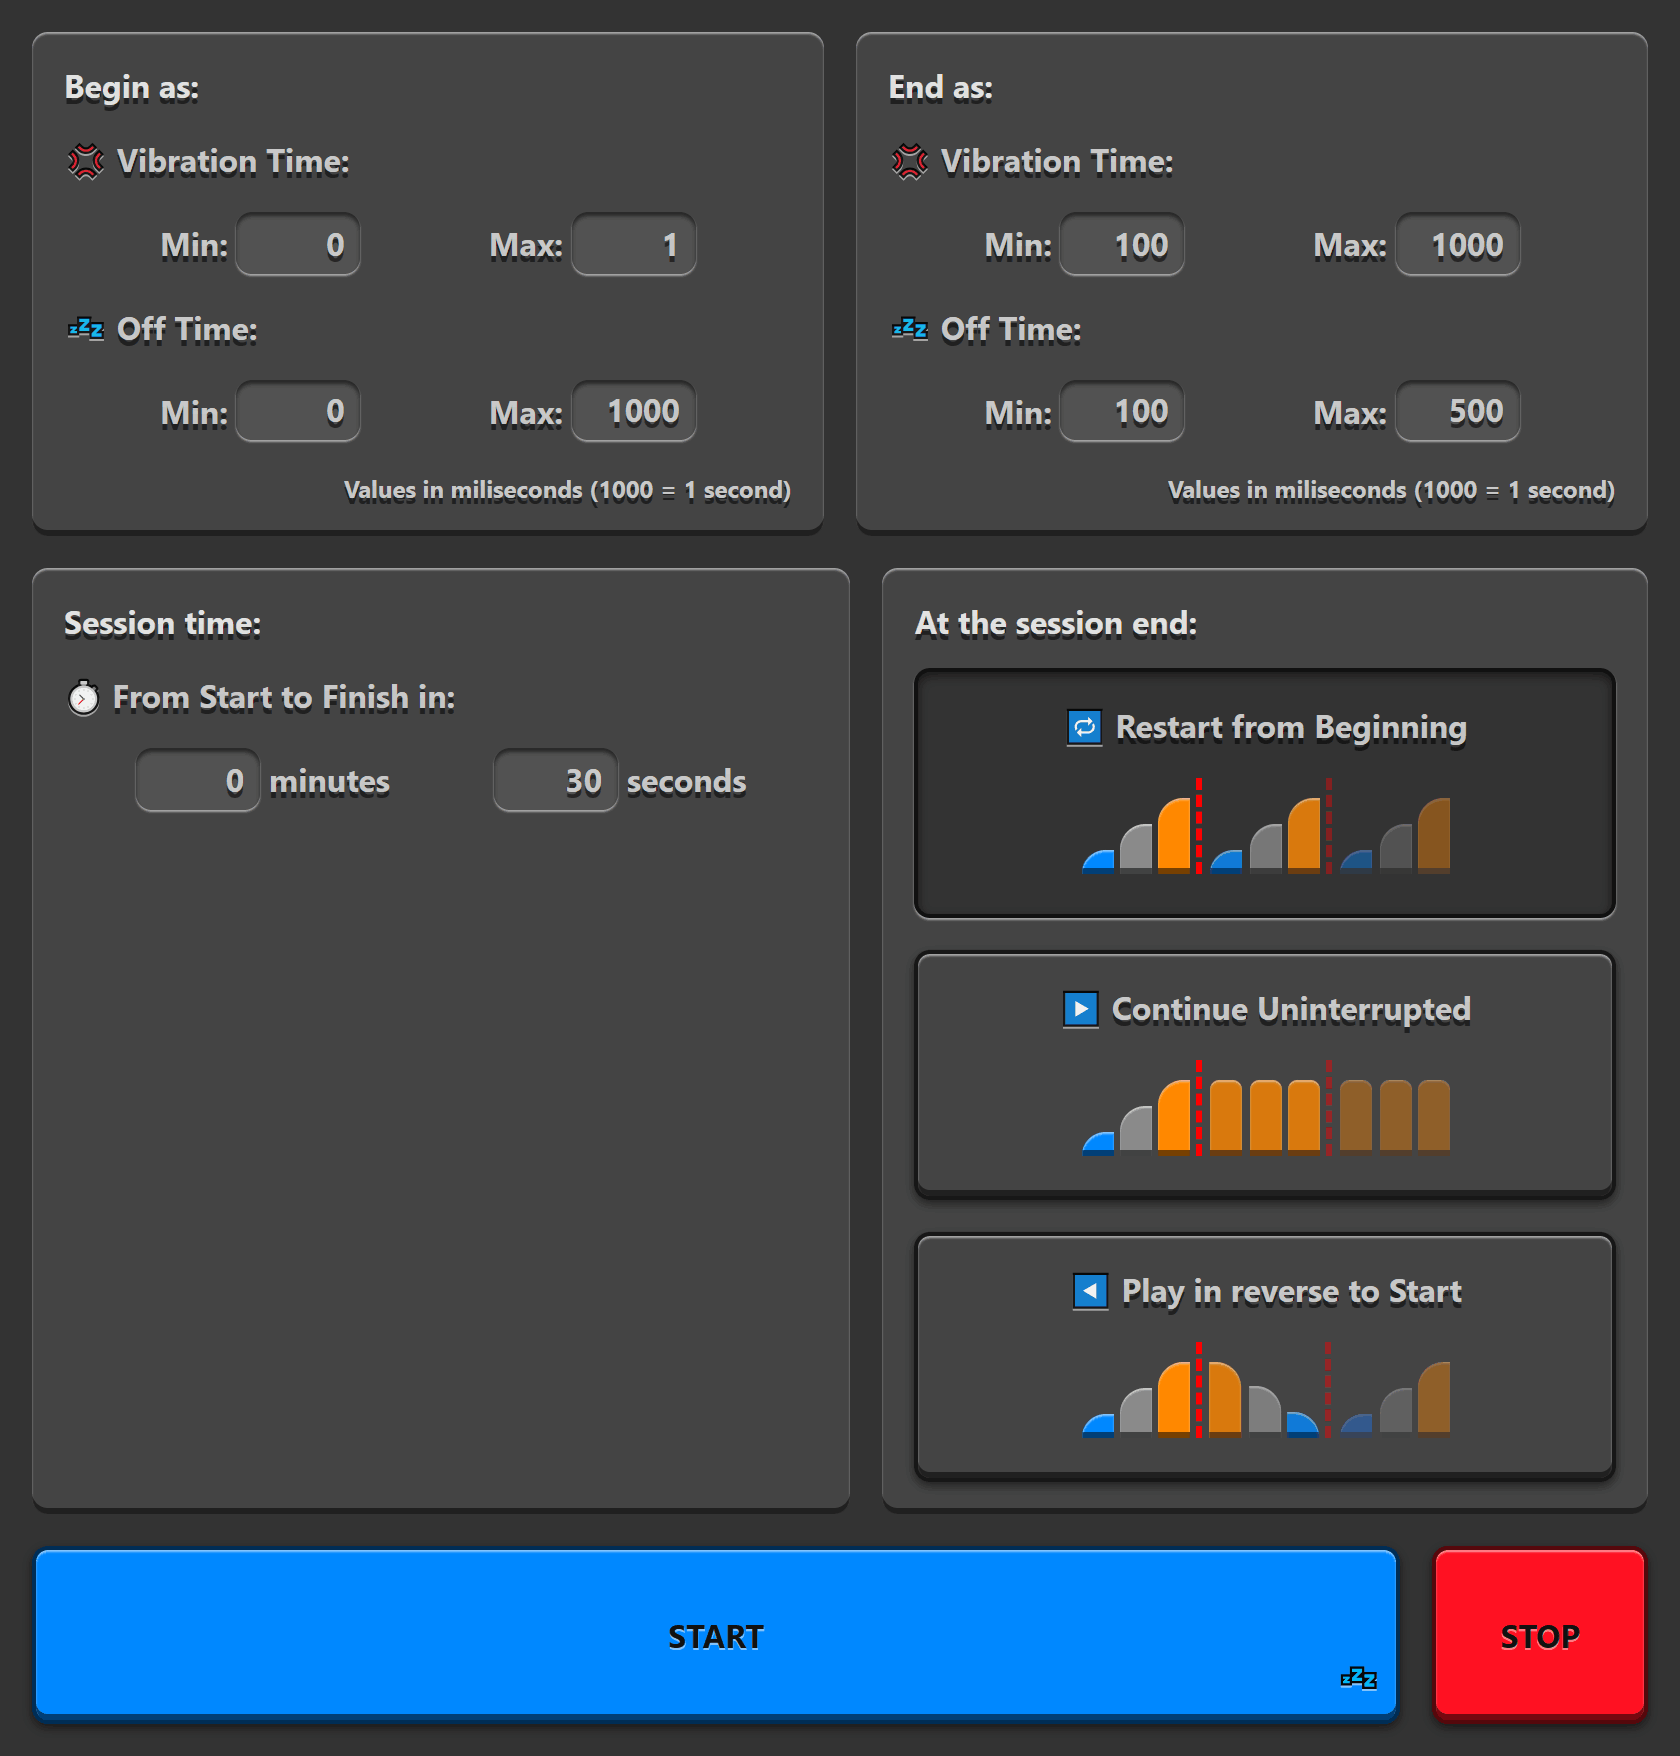 Begin as:
Vibration Time:
Min: 0 Max: 1
Off Time:
Min: 0 Max: 1000
Values in miliseconds (1000 = 1 second)
End as:
Vibration Time:
Min: 100 Max: 1000
Off Time:
Min: 100 Max: 500
Values in miliseconds (1000 = 1 second)
Session time:
From Start to Finish in:
0 minutes 30 seconds
At the session end:
Restart from Beginning
Continue Uninterrupted
Play in reverse to Start
START
STOP